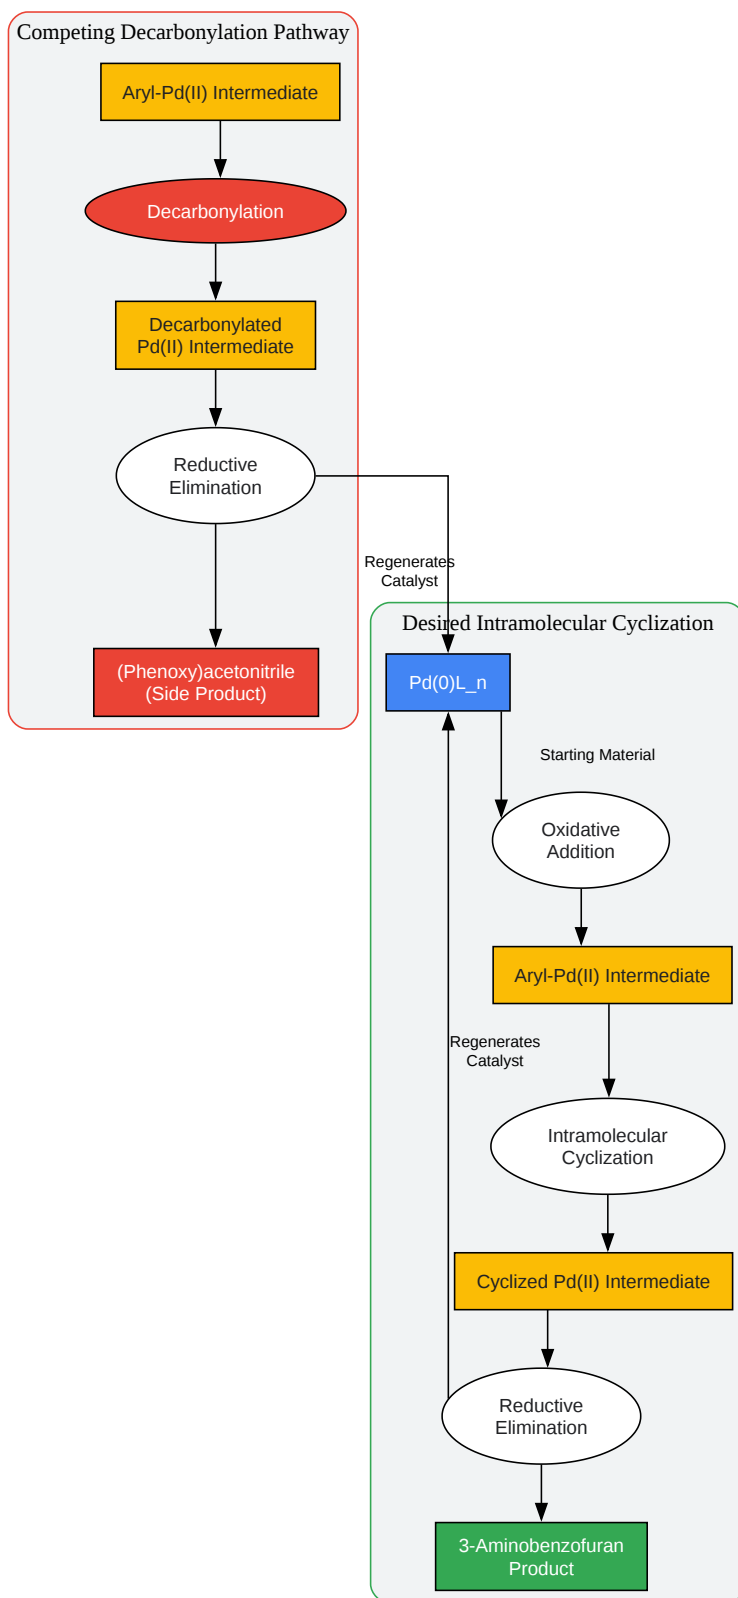 Competing Decarbonylation Pathway
Aryl-Pd(II) Intermediate
Decarbonylation
Decarbonylated
Pd(II) Intermediate
Reductive
Elimination
Regenerates
Catalyst
(Phenoxy)acetonitrile
(Side Product)
Desired Intramolecular Cyclization
Pd(0)L_n
Starting Material
Oxidative
Addition
Aryl-Pd(II) Intermediate
Regenerates
Catalyst
Intramolecular
Cyclization
Cyclized Pd(II) Intermediate
Reductive
Elimination
3-Aminobenzofuran
Product